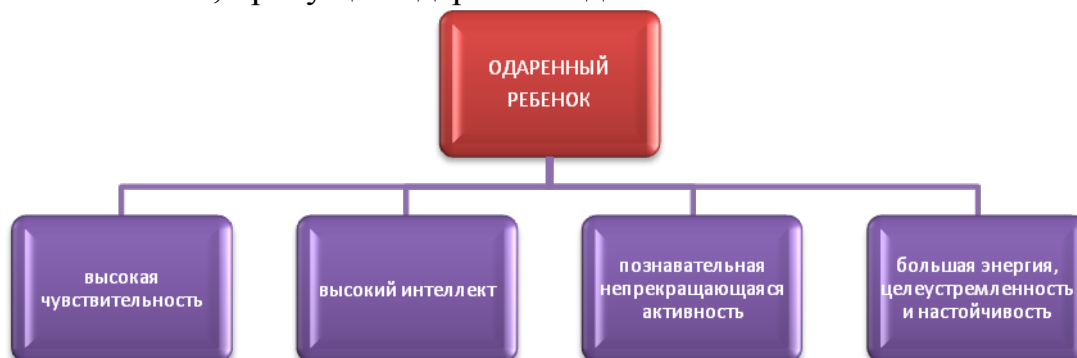 ОДАРЕННЫЙ
РЕБЕНОК
высокая
чувствительность
высокий интеллект
познавательная
непрекращающаяся
активность
большая энергия,
целеустремленность
и настойчивость